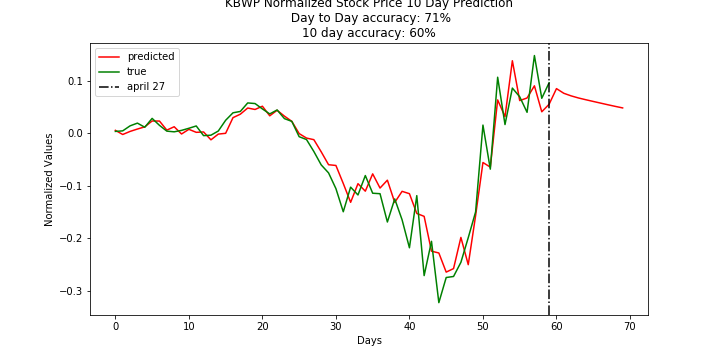 KBWP Normalized Stock Price 10 Day Prediction
Day to Day accuracy: 71%
10 day accuracy: 60%
predicted
true
april 27
0.1
0.0
−0.1
−0.2
−0.3
Normalized Values
0 10 20 30 40 50 60 70
Days